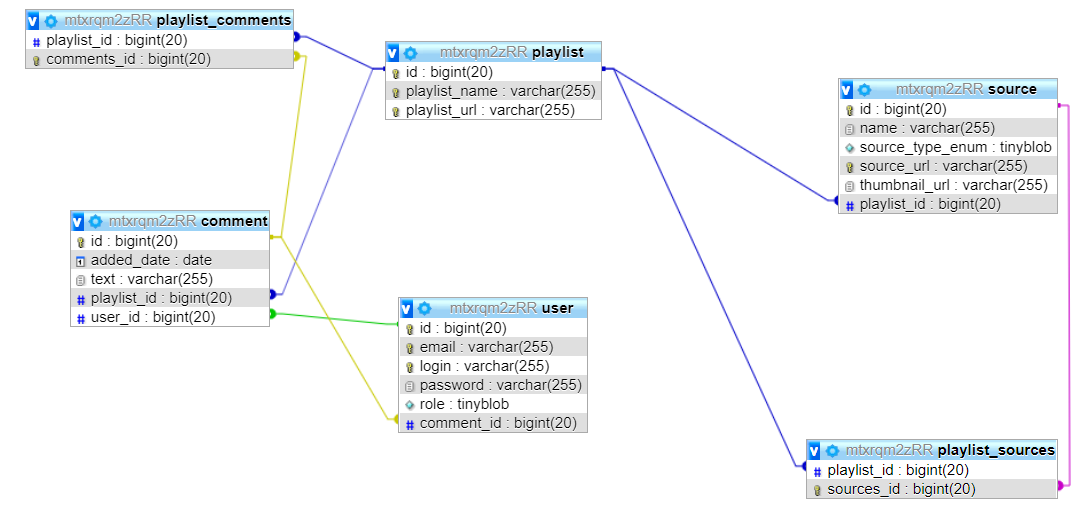 mtxrqm2zRR playlist_comments
playlist_id : bigint(20)
comments_id : bigint(20)
mtxrqm2zRR playlist
id : bigint(20)
playlist_name : varchar(255)
playlist_url : varchar(255)
mtxrqm2zRR source
id : bigint(20)
name : varchar(255)
source_type_enum : tinyblob
source_url : varchar(255)
thumbnail_url : varchar(255)
playlist_id : bigint(20)
mtxrqm2zRR comment
id : bigint(20)
added_date : date
text : varchar(255)
playlist_id : bigint(20)
user_id : bigint(20)
mtxrqm2zRR user
id : bigint(20)
email : varchar(255)
login : varchar(255)
password : varchar(255)
role : tinyblob
comment_id : bigint(20)
mtxrqm2zRR playlist_sources
playlist_id : bigint(20)
sources_id : bigint(20)